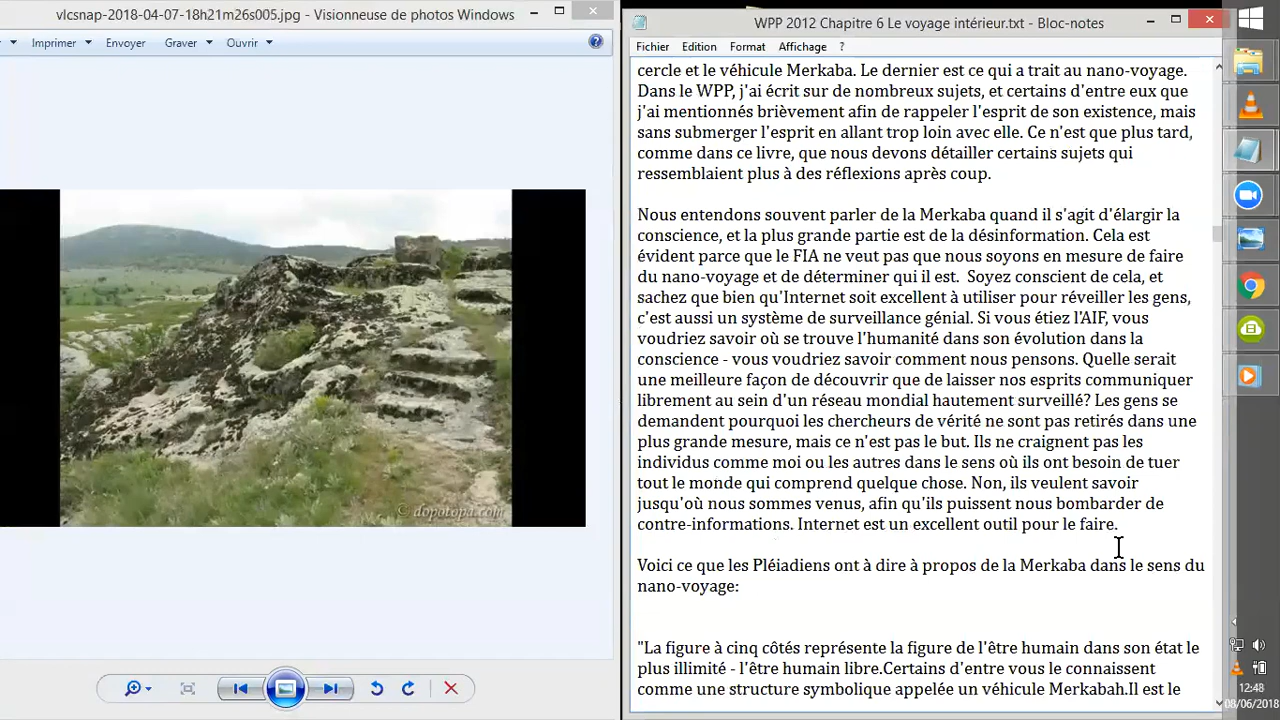 vlcsnap-2018-04-07-18h21m26s005.jpg - Visionneuse de photos Windows
Imprimer Envoyer Graver Ouvrir
© dopotopa.com
WPP 2012 Chapitre 6 Le voyage intérieur.txt - Bloc-notes
Fichier Edition Format Affichage ?
cercle et le véhicule Merkaba. Le dernier est ce qui a trait au nano-voyage.
Dans le WPP, j'ai écrit sur de nombreux sujets, et certains d'entre eux que
j'ai mentionnés brièvement afin de rappeler l'esprit de son existence, mais
sans submerger l'esprit en allant trop loin avec elle. Ce n'est que plus tard,
comme dans ce livre, que nous devons détailler certains sujets qui
ressemblaient plus à des réflexions après coup.
Nous entendons souvent parler de la Merkaba quand il s'agit d'élargir la
conscience, et la plus grande partie est de la désinformation. Cela est
évident parce que le FIA ne veut pas que nous soyons en mesure de faire
du nano-voyage et de déterminer qui il est.  Soyez conscient de cela, et
sachez que bien qu'Internet soit excellent à utiliser pour réveiller les gens,
c'est aussi un système de surveillance génial. Si vous étiez l'AIF, vous
voudriez savoir où se trouve l'humanité dans son évolution dans la
conscience - vous voudriez savoir comment nous pensons. Quelle serait
une meilleure façon de découvrir que de laisser nos esprits communiquer
librement au sein d'un réseau mondial hautement surveillé? Les gens se
demandent pourquoi les chercheurs de vérité ne sont pas retirés dans une
plus grande mesure, mais ce n'est pas le but. Ils ne craignent pas les
individus comme moi ou les autres dans le sens où ils ont besoin de tuer
tout le monde qui comprend quelque chose. Non, ils veulent savoir
jusqu'où nous sommes venus, afin qu'ils puissent nous bombarder de
contre-informations. Internet est un excellent outil pour le faire.
Voici ce que les Pléiadiens ont à dire à propos de la Merkaba dans le sens du
nano-voyage:
"La figure à cinq côtés représente la figure de l'être humain dans son état le
plus illimité - l'être humain libre.Certains d'entre vous le connaissent
comme une structure symbolique appelée un véhicule Merkabah.Il est le
12:48
08/06/2018